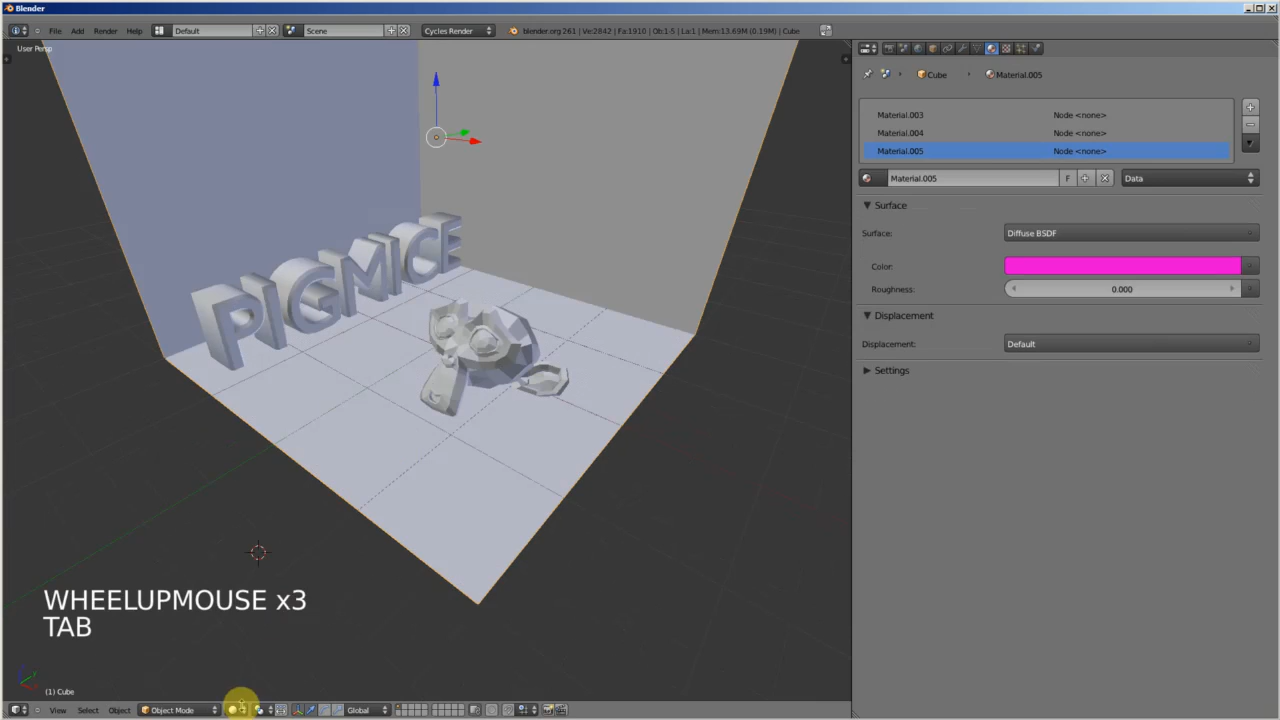 Blender
File Add Render Help Default Scene Cycles Render blender.org 261 | Ve:2842 | Fa:1910 | Ob:1-5 | La:1 | Mem:13.69M (0.19M) | Cube
User Persp
Cube Material.005
Material.003 Node <none>
Material.004 Node <none>
Material.005 Node <none>
Material.005 F Data
Surface
Surface: Diffuse BSDF
Color:
Roughness: 0.000
Displacement
Displacement: Default
Settings
PIGMICE
WHEELUPMOUSE x3
TAB
(1) Cube
View Select Object Object Mode Global